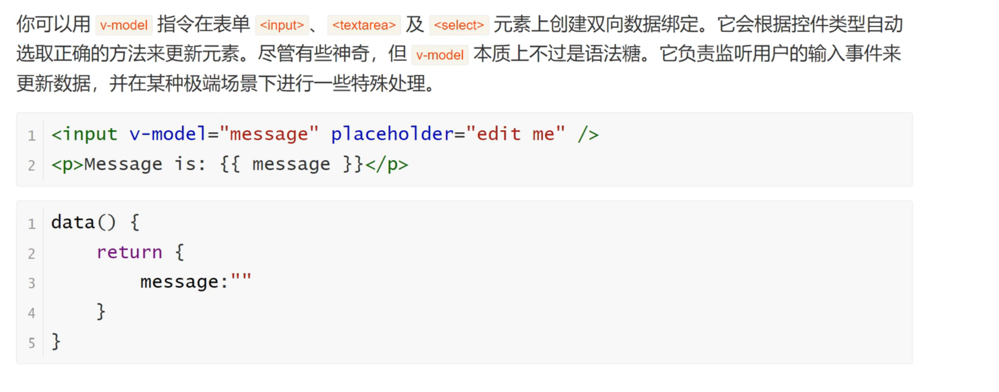 你可以用 v-model 指令在表单 <input>、 <textarea> 及 <select> 元素上创建双向数据绑定。它会根据控件类型自动
选取正确的方法来更新元素。尽管有些神奇，但 v-model 本质上不过是语法糖。它负责监听用户的输入事件来
更新数据，并在某种极端场景下进行一些特殊处理。
1 <input v-model="message" placeholder="edit me" />
2 <p>Message is: {{ message }}</p>
1 data() {
2     return {
3         message:""
4     }
5 }